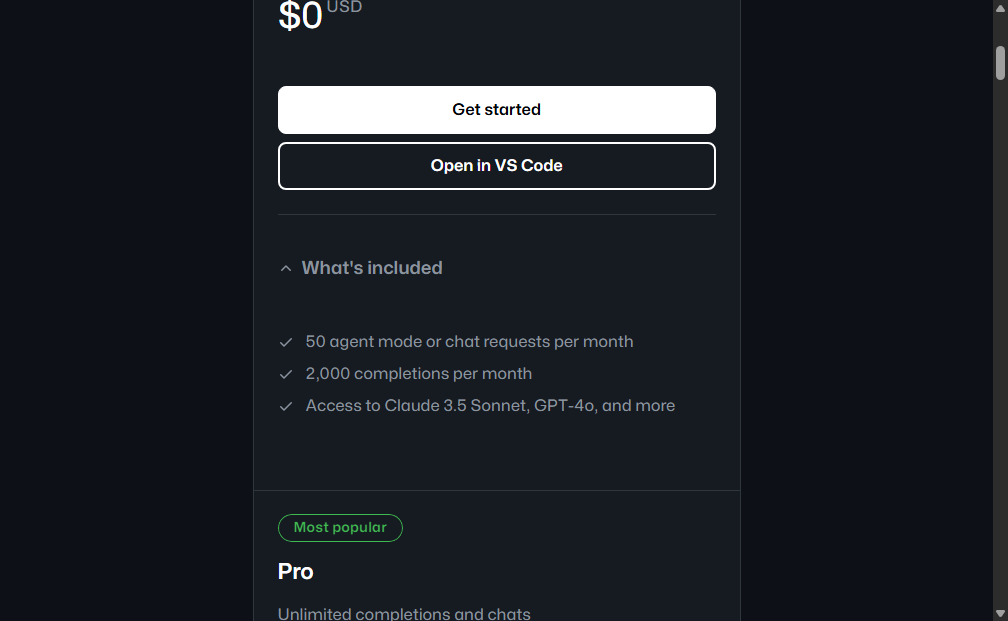 $0 USD
Get started
Open in VS Code
What's included
50 agent mode or chat requests per month
2,000 completions per month
Access to Claude 3.5 Sonnet, GPT-4o, and more
Most popular
Pro
Unlimited completions and chats